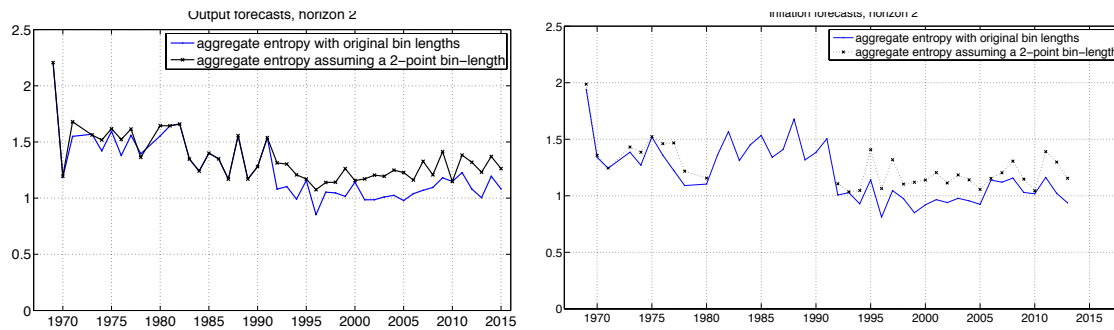 Output forecasts, horizon 2
2.5
aggregate entropy with original bin lengths
aggregate entropy assuming a 2-point bin-length
2
1.5
1
0.5
0
1970 1975 1980 1985 1990 1995 2000 2005 2010 2015
Inflation forecasts, horizon 2
2.5
aggregate entropy with original bin lengths
aggregate entropy assuming a 2-point bin-length
2
1.5
1
0.5
0
1970 1975 1980 1985 1990 1995 2000 2005 2010 2015